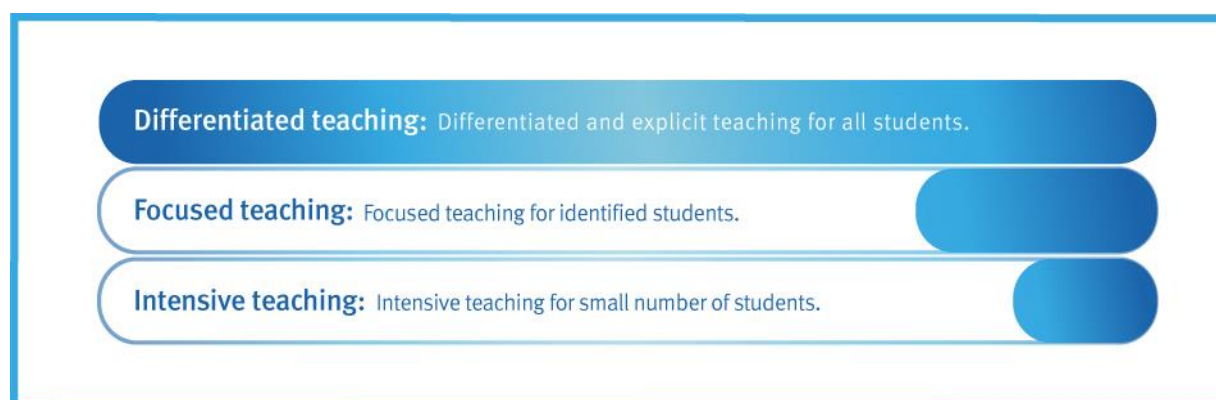 Differentiated teaching: Differentiated and explicit teaching for all students.
Focused teaching: Focused teaching for identified students.
Intensive teaching: Intensive teaching for small number of students.